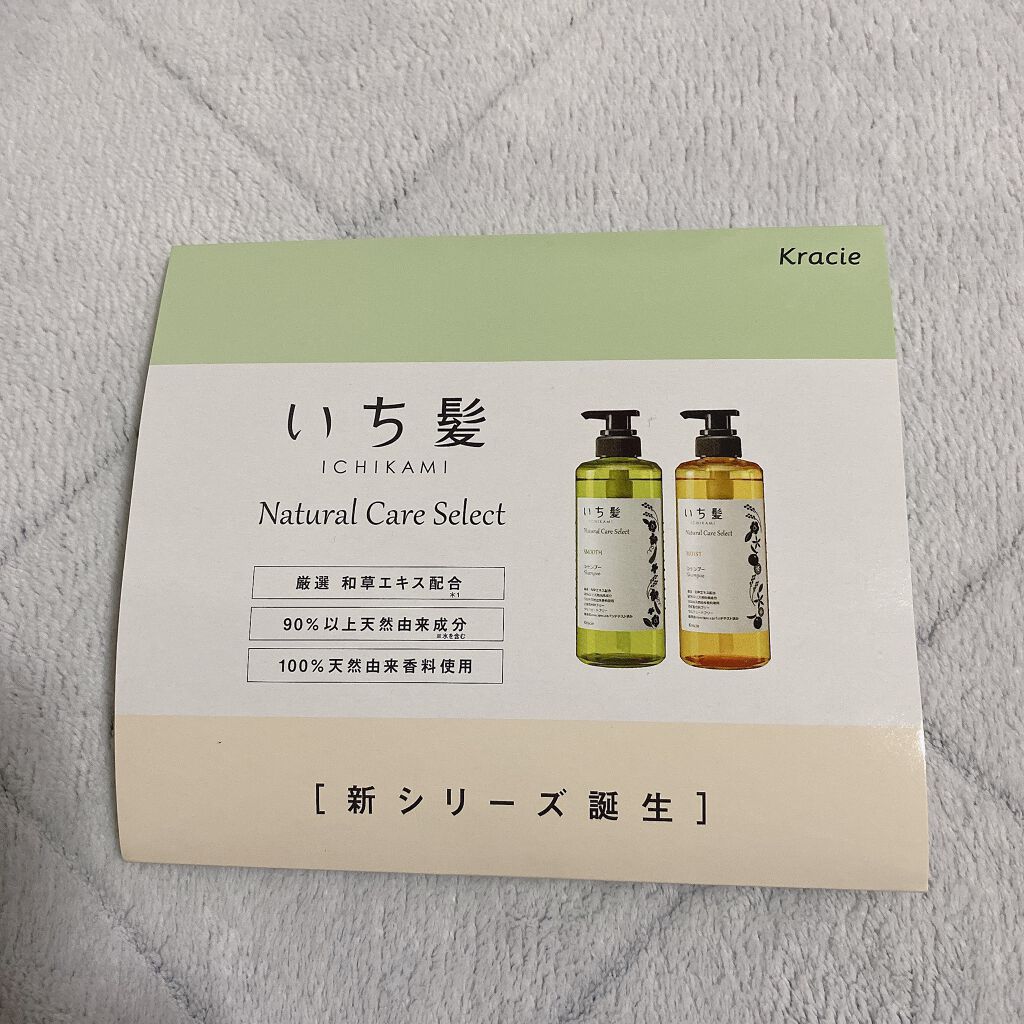 Kracie
いち髪
ICHIKAMI
Natural Care Select
厳選 和草エキス配合
※1
90%以上天然由来成分
※水を含む
100%天然由来香料使用
いち髪
ICHIKAMI
Natural Care Select
SMOOTH
シャンプー
Shampoo
Kracie
いち髪
ICHIKAMI
Natural Care Select
MOIST
シャンプー
Shampoo
Kracie
[新シリーズ誕生]